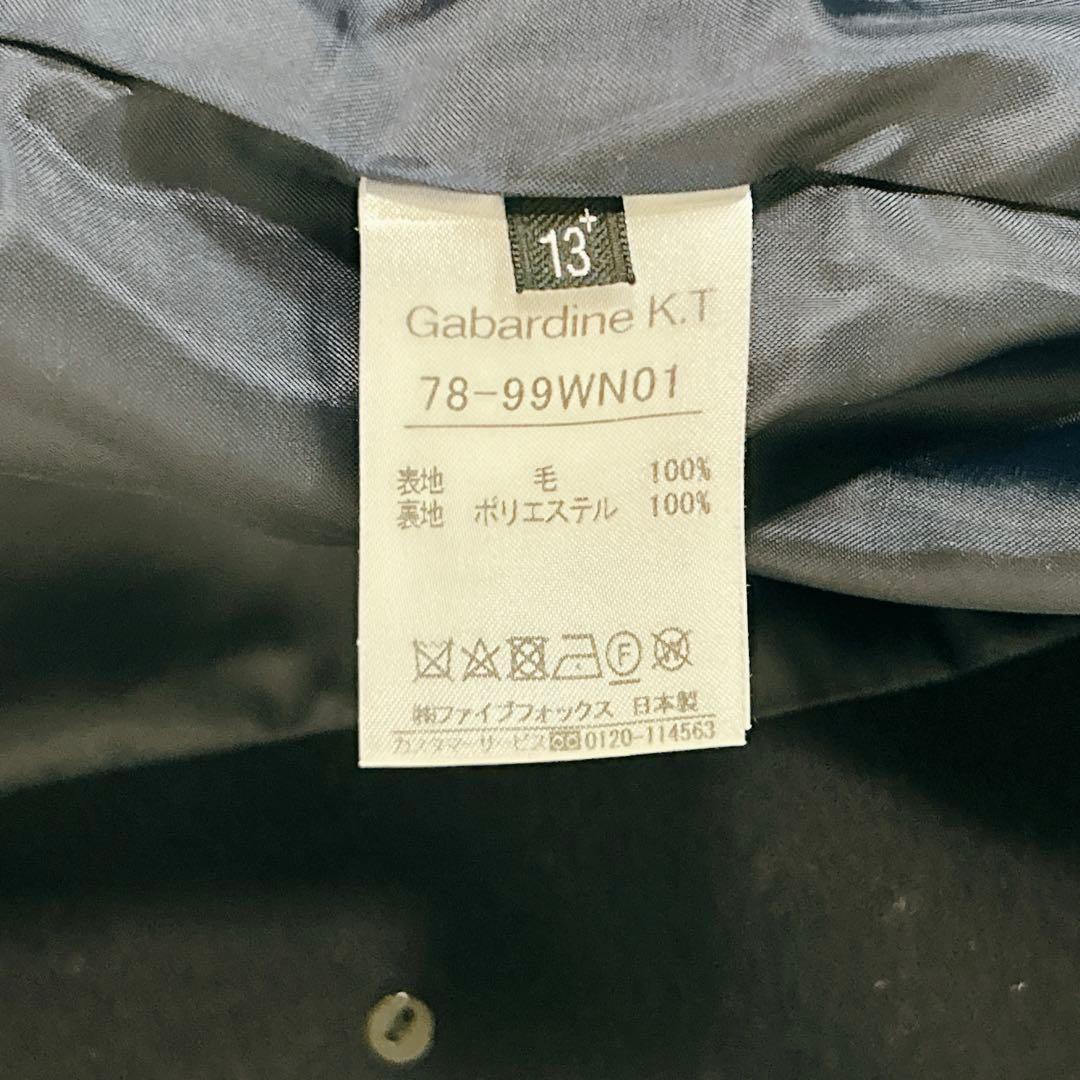 13+
Gabardine K.T
78-99WN01
表地 毛 100%
裏地 ポリエステル 100%
F W
㈱ファイブフォックス 日本製
カスタマーサービス 0120-114563